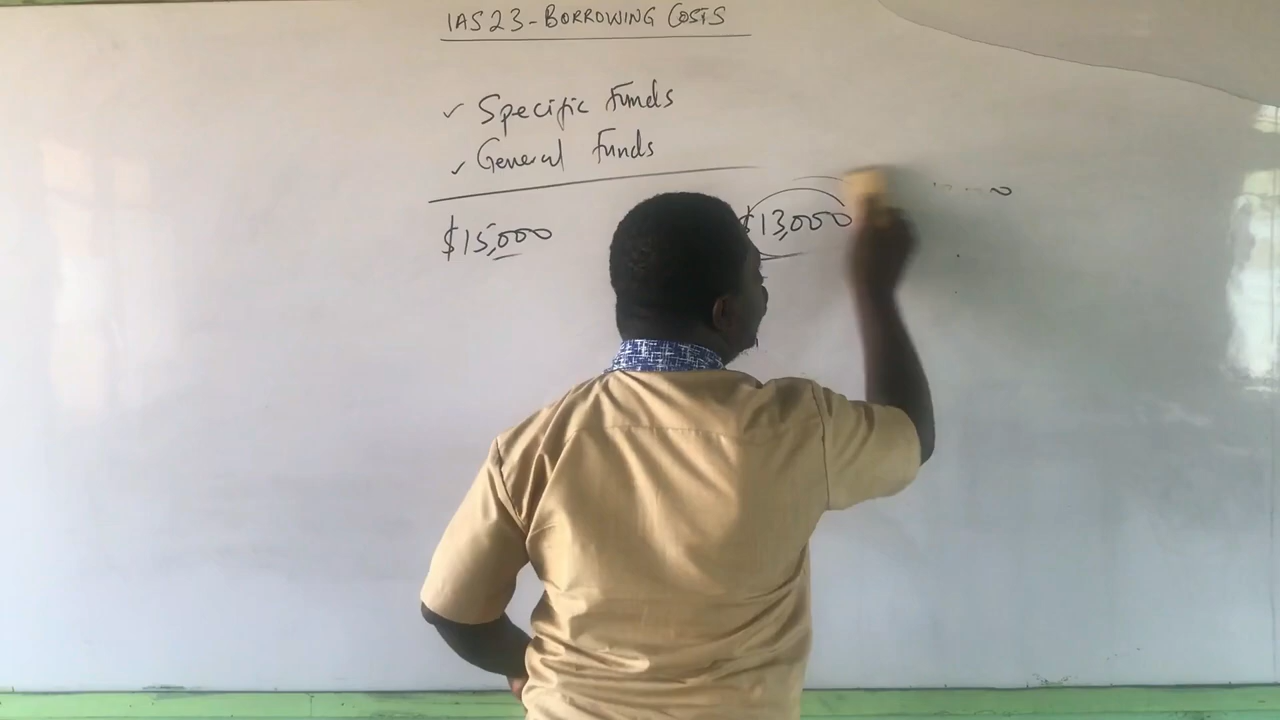 IAS 23 - BORROWING COSTS
✓ Specific Funds
✓ General Funds
$15,000 $13,000